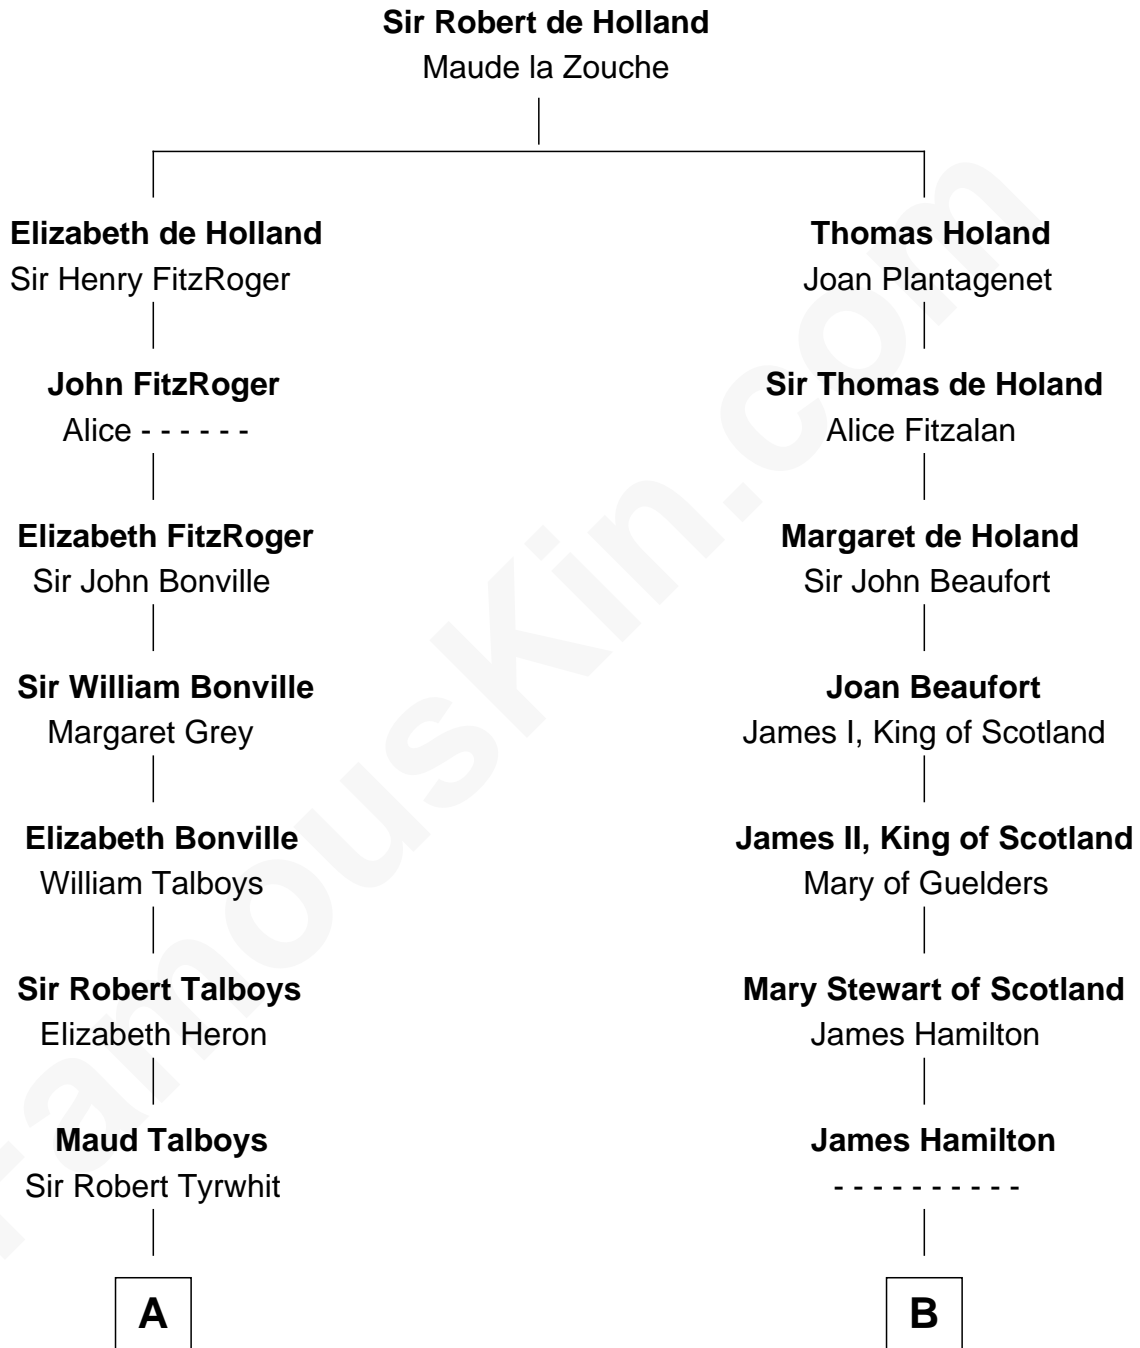 Sir Robert de Holland
Maude la Zouche
Elizabeth de Holland
Sir Henry FitzRoger
Thomas Holand
Joan Plantagenet
John FitzRoger
Alice - - - - - -
Sir Thomas de Holand
Alice Fitzalan
Elizabeth FitzRoger
Sir John Bonville
Margaret de Holand
Sir John Beaufort
Sir William Bonville
Margaret Grey
Joan Beaufort
James I, King of Scotland
Elizabeth Bonville
William Talboys
James II, King of Scotland
Mary of Guelders
Sir Robert Talboys
Elizabeth Heron
Mary Stewart of Scotland
James Hamilton
Maud Talboys
Sir Robert Tyrwhit
James Hamilton
- - - - - - - - - -
A
B
FamousKin.com